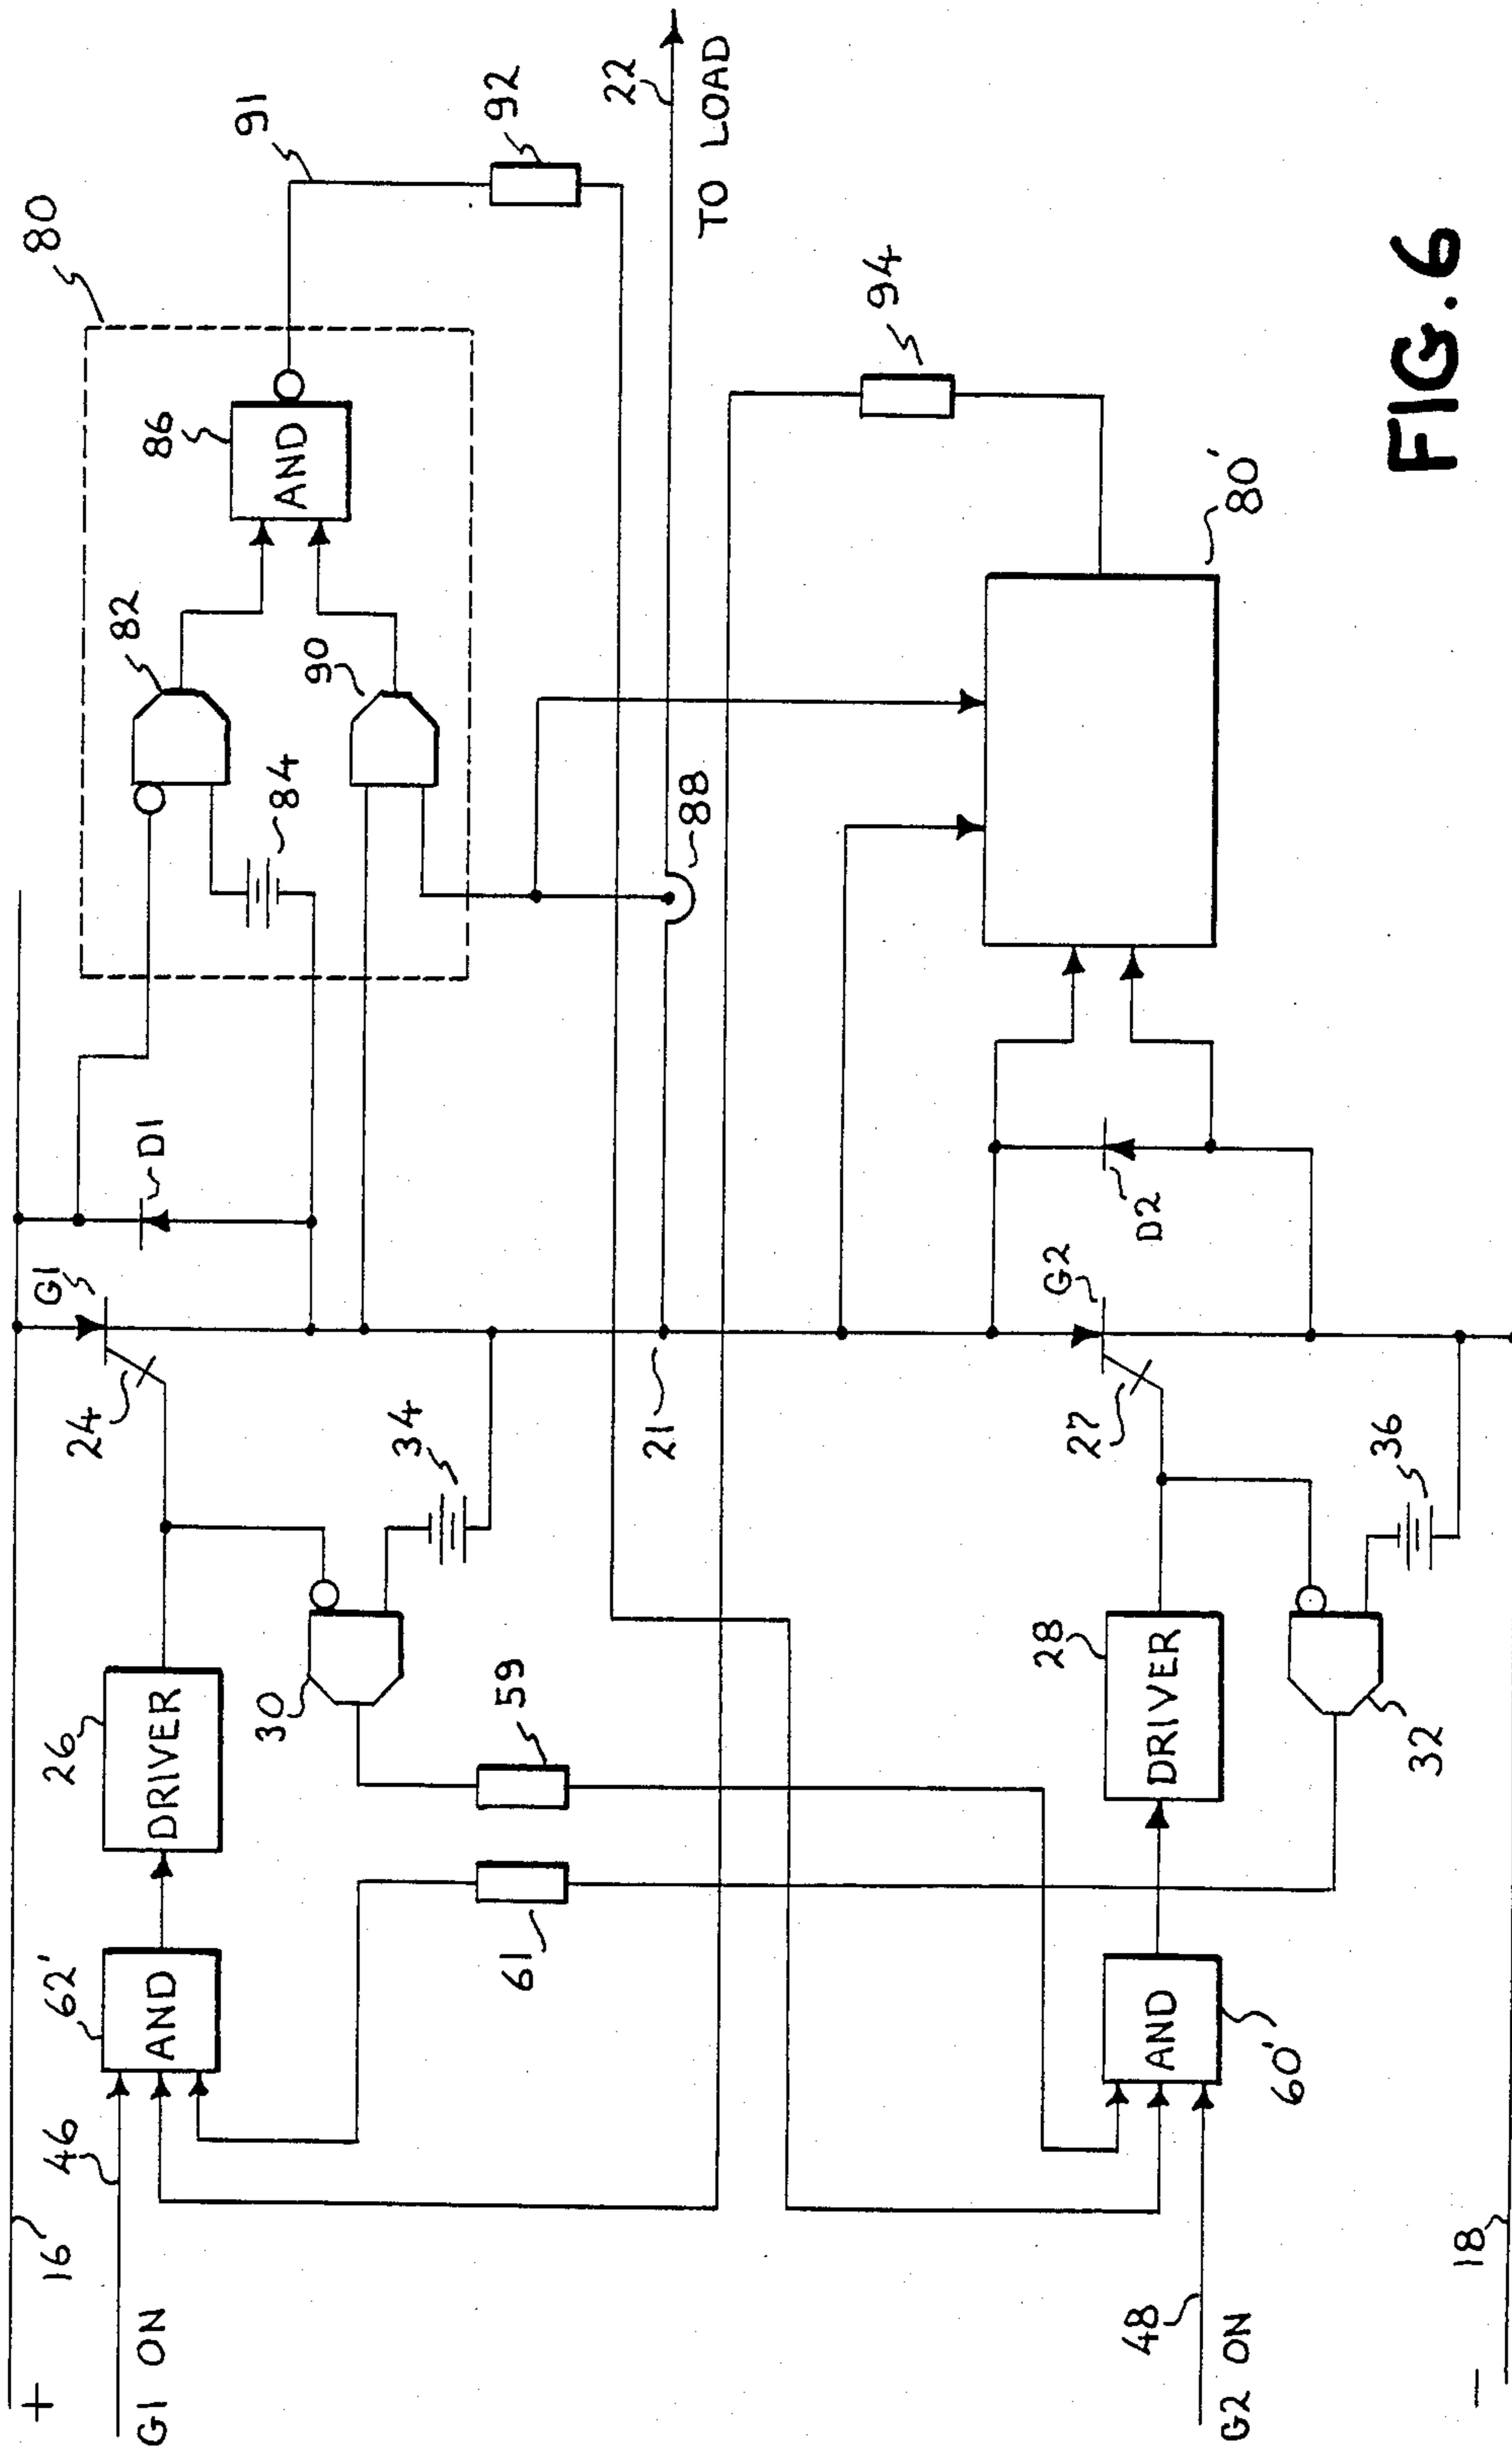 +
16
46
G1 ON
62'
AND
26
DRIVER
24
G1
D1
80
82
84
86
AND
90
91
92
30
34
59
61
21
88
22
TO LOAD
94
80'
D2
G2
27
28
DRIVER
32
36
AND
60'
48
G2 ON
-
18
FIG. 6